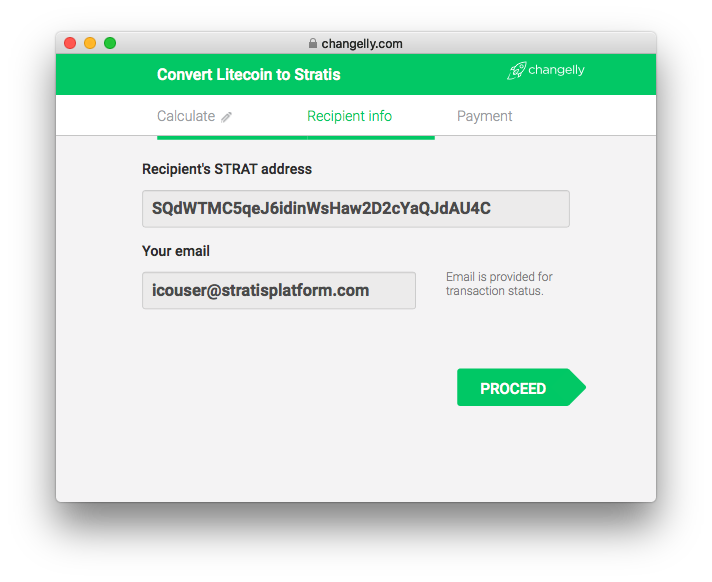 changelly.com
Convert Litecoin to Stratis
changelly
Calculate
Recipient info
Payment
Recipient's STRAT address
SQdWTMC5qeJ6idinWsHaw2D2cYaQJdAU4C
Your email
icouser@stratisplatform.com
Email is provided for
transaction status.
PROCEED